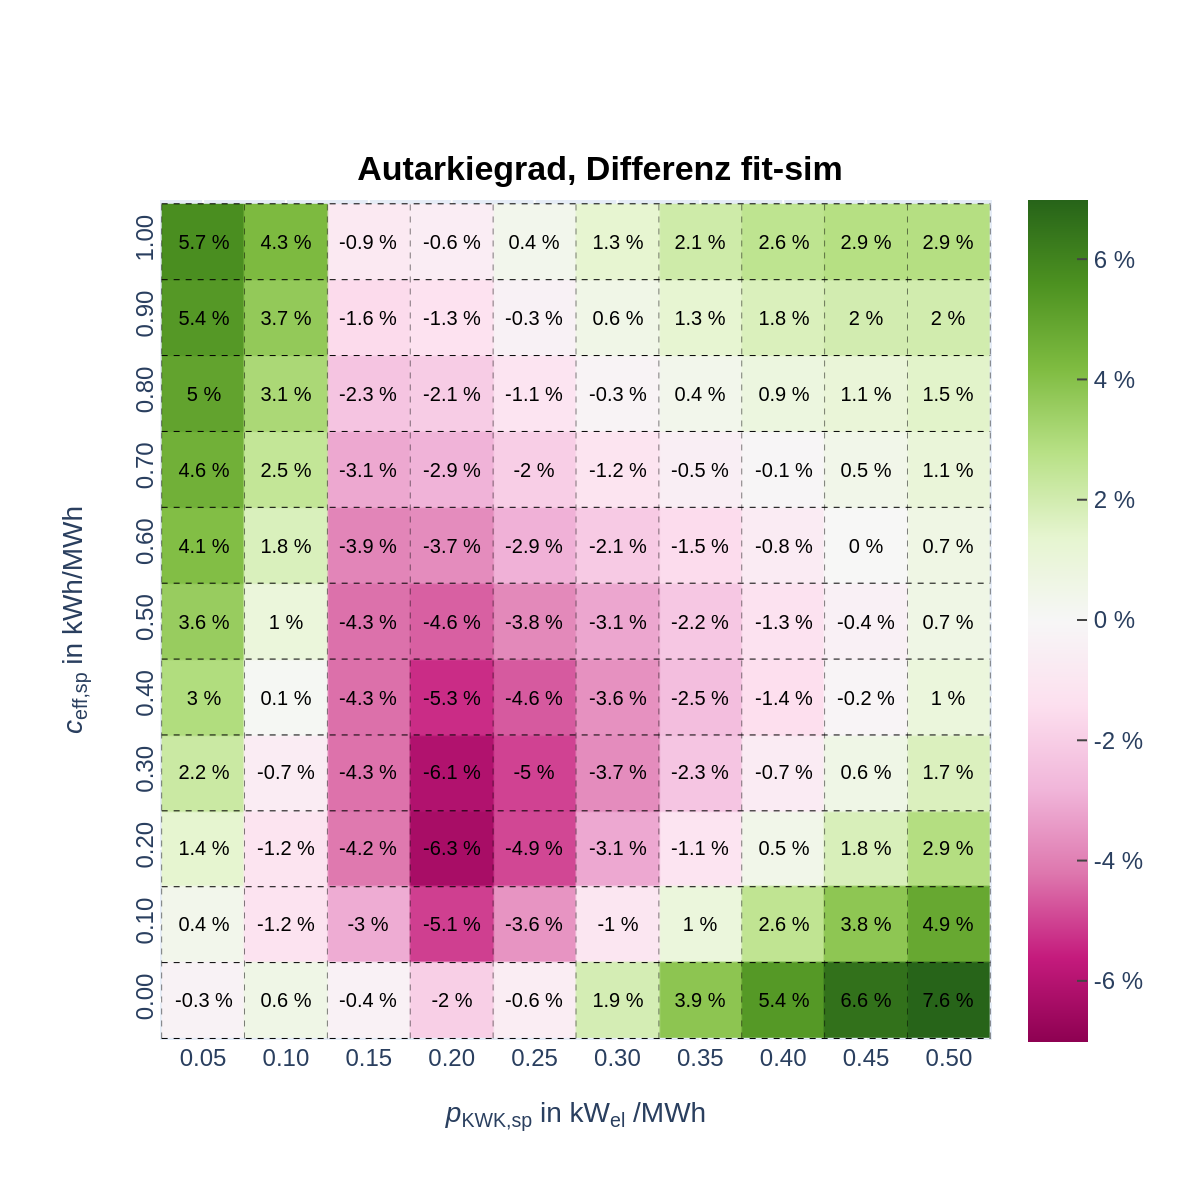 Autarkiegrad, Differenz fit-sim
1.00 5.7 % 4.3 % -0.9 % -0.6 % 0.4 % 1.3 % 2.1 % 2.6 % 2.9 % 2.9 %
0.90 5.4 % 3.7 % -1.6 % -1.3 % -0.3 % 0.6 % 1.3 % 1.8 % 2 % 2 %
0.80 5 % 3.1 % -2.3 % -2.1 % -1.1 % -0.3 % 0.4 % 0.9 % 1.1 % 1.5 %
0.70 4.6 % 2.5 % -3.1 % -2.9 % -2 % -1.2 % -0.5 % -0.1 % 0.5 % 1.1 %
0.60 4.1 % 1.8 % -3.9 % -3.7 % -2.9 % -2.1 % -1.5 % -0.8 % 0 % 0.7 %
0.50 3.6 % 1 % -4.3 % -4.6 % -3.8 % -3.1 % -2.2 % -1.3 % -0.4 % 0.7 %
0.40 3 % 0.1 % -4.3 % -5.3 % -4.6 % -3.6 % -2.5 % -1.4 % -0.2 % 1 %
0.30 2.2 % -0.7 % -4.3 % -6.1 % -5 % -3.7 % -2.3 % -0.7 % 0.6 % 1.7 %
0.20 1.4 % -1.2 % -4.2 % -6.3 % -4.9 % -3.1 % -1.1 % 0.5 % 1.8 % 2.9 %
0.10 0.4 % -1.2 % -3 % -5.1 % -3.6 % -1 % 1 % 2.6 % 3.8 % 4.9 %
0.00 -0.3 % 0.6 % -0.4 % -2 % -0.6 % 1.9 % 3.9 % 5.4 % 6.6 % 7.6 %
0.05 0.10 0.15 0.20 0.25 0.30 0.35 0.40 0.45 0.50
p KWK,sp in kW el /MWh
c eff,sp in kWh/MWh
6 %
4 %
2 %
0 %
-2 %
-4 %
-6 %